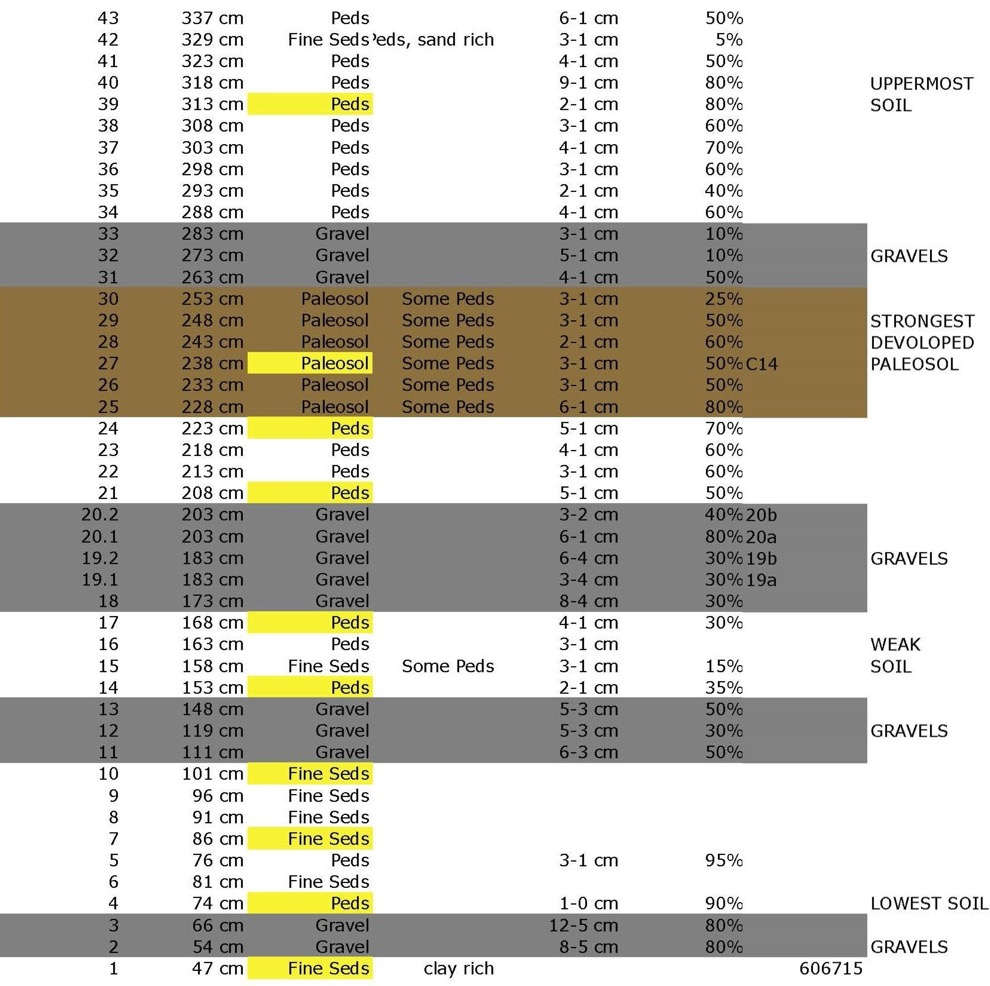 43 337 cm Peds 6-1 cm 50%
42 329 cm Fine Seds Peds, sand rich 3-1 cm 5%
41 323 cm Peds 4-1 cm 50%
40 318 cm Peds 9-1 cm 80% UPPERMOST
39 313 cm Peds 2-1 cm 80% SOIL
38 308 cm Peds 3-1 cm 60%
37 303 cm Peds 4-1 cm 70%
36 298 cm Peds 3-1 cm 60%
35 293 cm Peds 2-1 cm 40%
34 288 cm Peds 4-1 cm 60%
33 283 cm Gravel 3-1 cm 10%
32 273 cm Gravel 5-1 cm 10% GRAVELS
31 263 cm Gravel 4-1 cm 50%
30 253 cm Paleosol Some Peds 3-1 cm 25%
29 248 cm Paleosol Some Peds 3-1 cm 50% STRONGEST
28 243 cm Paleosol Some Peds 2-1 cm 60% DEVOLOPED
27 238 cm Paleosol Some Peds 3-1 cm 50% C14 PALEOSOL
26 233 cm Paleosol Some Peds 3-1 cm 50%
25 228 cm Paleosol Some Peds 6-1 cm 80%
24 223 cm Peds 5-1 cm 70%
23 218 cm Peds 4-1 cm 60%
22 213 cm Peds 3-1 cm 60%
21 208 cm Peds 5-1 cm 50%
20.2 203 cm Gravel 3-2 cm 40% 20b
20.1 203 cm Gravel 6-1 cm 80% 20a
19.2 183 cm Gravel 6-4 cm 30% 19b GRAVELS
19.1 183 cm Gravel 3-4 cm 30% 19a
18 173 cm Gravel 8-4 cm 30%
17 168 cm Peds 4-1 cm 30%
16 163 cm Peds 3-1 cm WEAK
15 158 cm Fine Seds Some Peds 3-1 cm 15% SOIL
14 153 cm Peds 2-1 cm 35%
13 148 cm Gravel 5-3 cm 50%
12 119 cm Gravel 5-3 cm 30% GRAVELS
11 111 cm Gravel 6-3 cm 50%
10 101 cm Fine Seds
9 96 cm Fine Seds
8 91 cm Fine Seds
7 86 cm Fine Seds
5 76 cm Peds 3-1 cm 95%
6 81 cm Fine Seds
4 74 cm Peds 1-0 cm 90% LOWEST SOIL
3 66 cm Gravel 12-5 cm 80%
2 54 cm Gravel 8-5 cm 80% GRAVELS
1 47 cm Fine Seds clay rich 606715